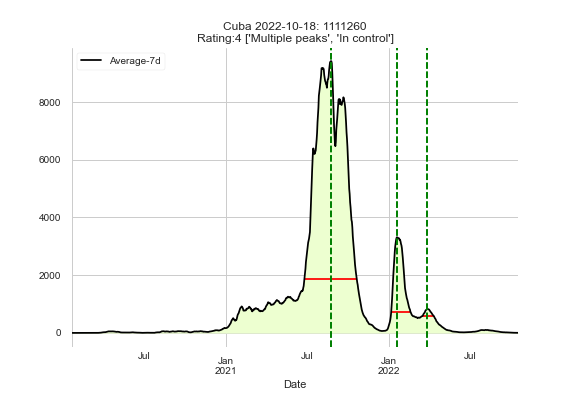 Cuba 2022-10-18: 1111260
Rating:4 ['Multiple peaks', 'In control']
Average-7d
8000
6000
4000
2000
0
Jul Jan Jul Jan Jul
2021 2022
Date